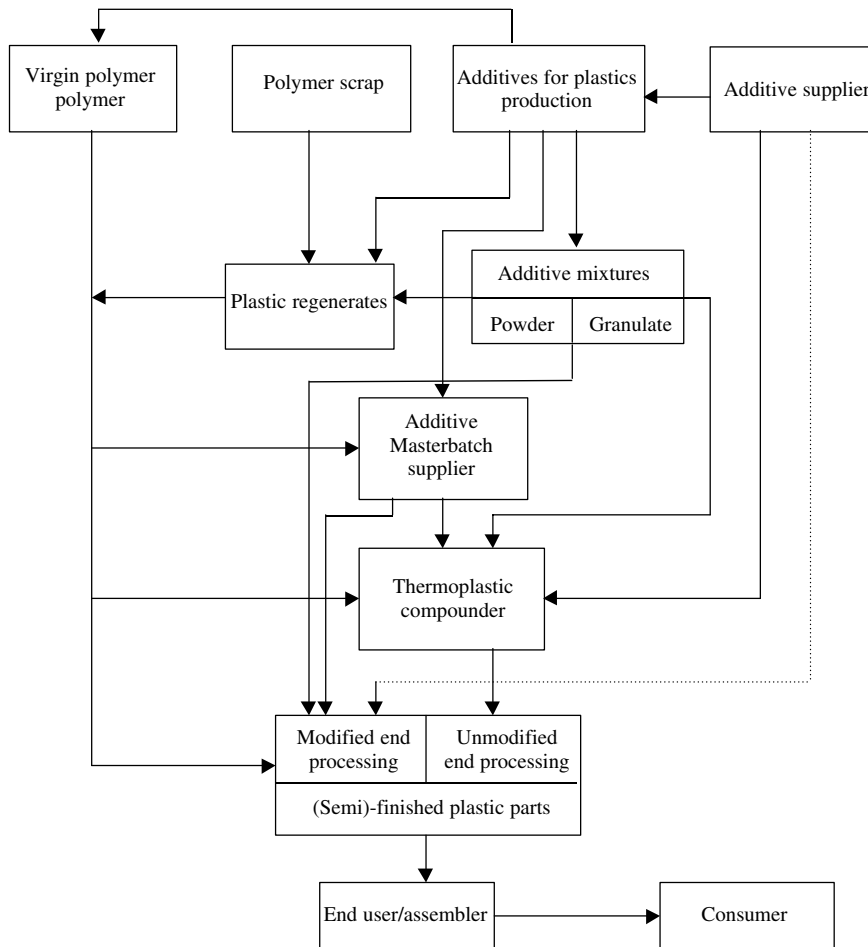 Virgin polymer
polymer
Polymer scrap
Additives for plastics
production
Additive supplier
Plastic regenerates
Additive mixtures
Powder
Granulate
Additive
Masterbatch
supplier
Thermoplastic
compounder
Modified end
processing
Unmodified
end processing
(Semi)-finished plastic parts
End user/assembler
Consumer